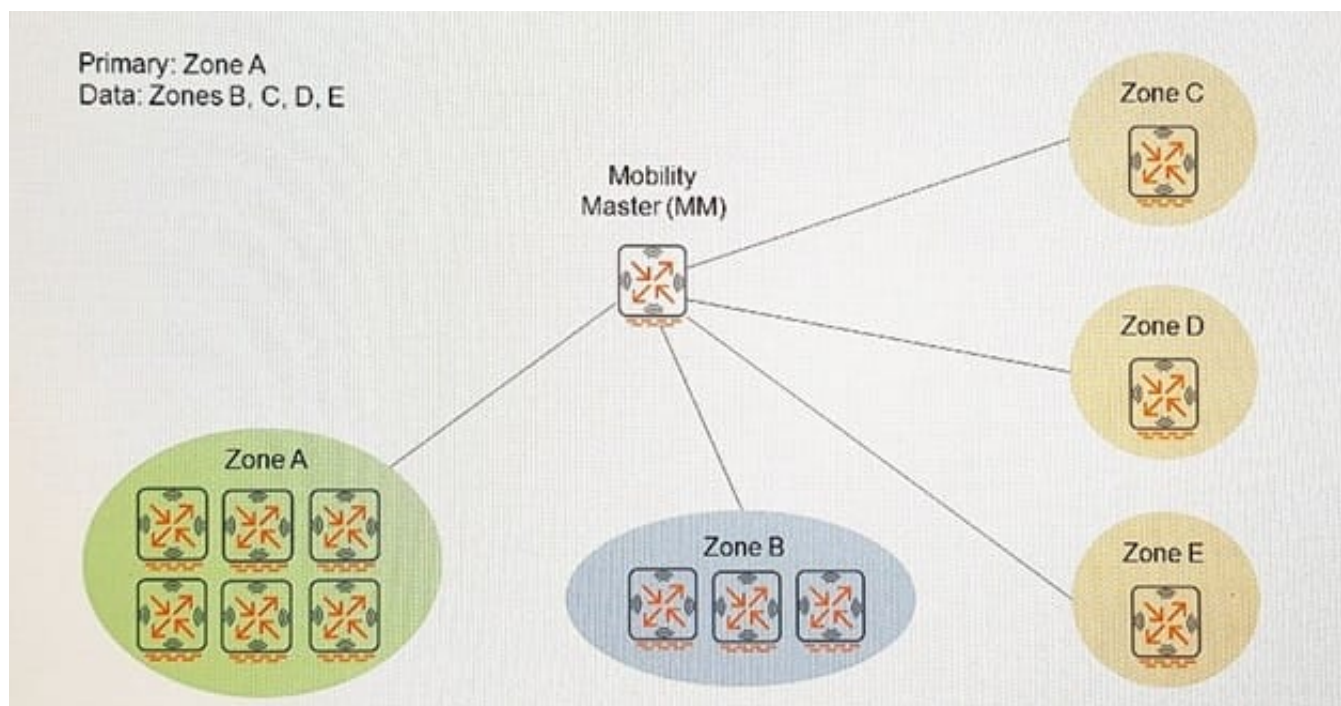 Primary: Zone A
Data: Zones B, C, D, E
Mobility
Master (MM)
Zone C
Zone D
Zone A
Zone B
Zone E